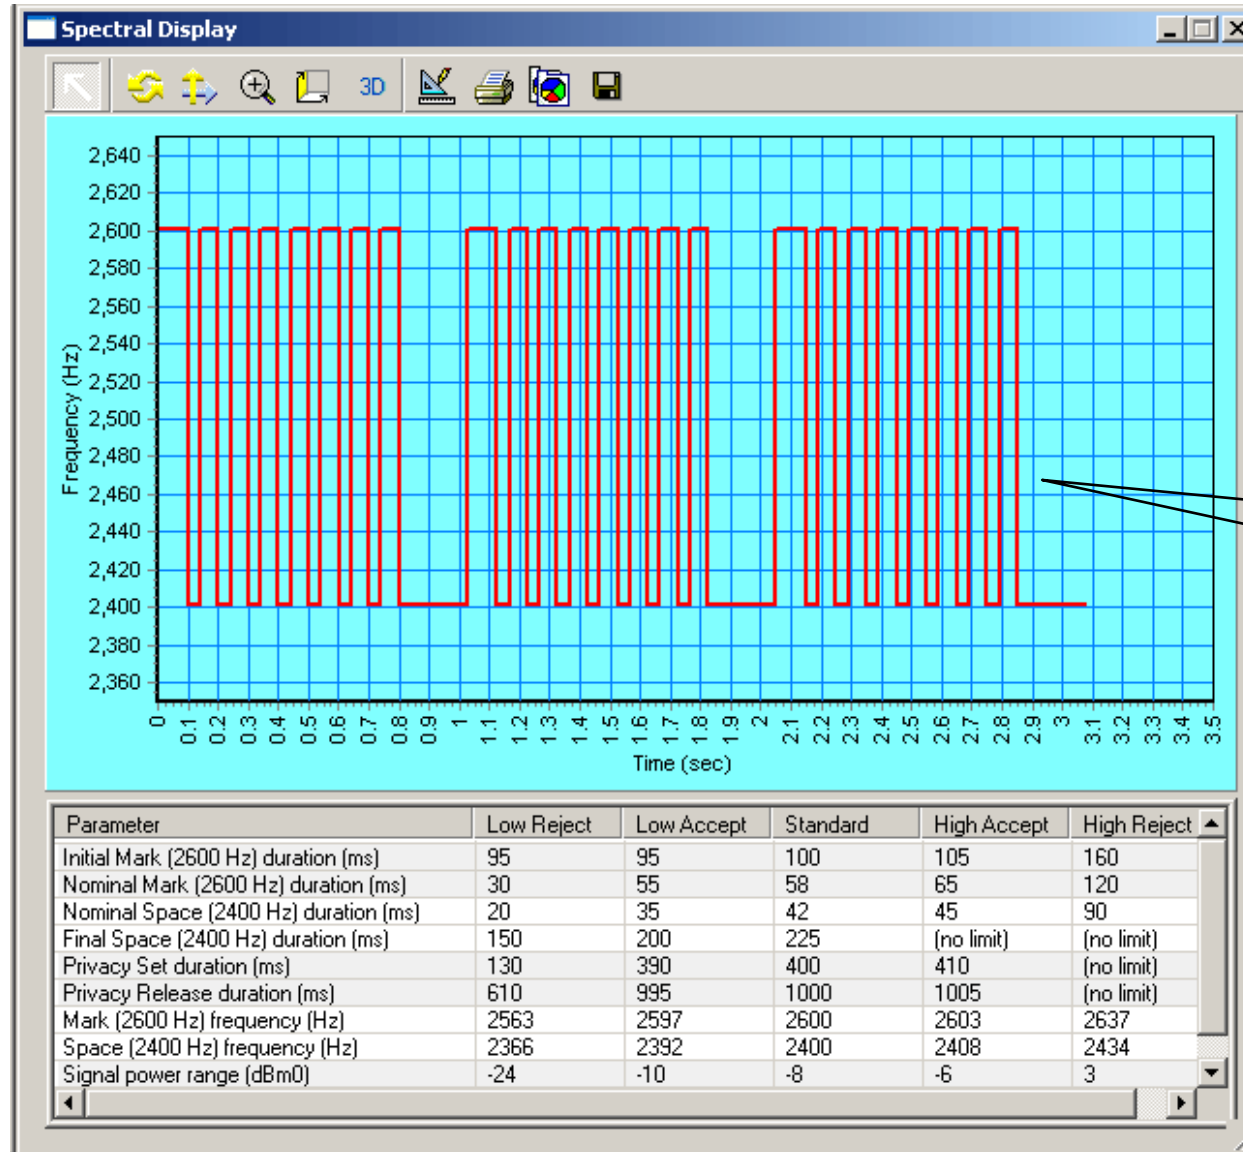 Spectral Display
3D
2,640
2,620
2,600
2,580
2,560
2,540
2,520
2,500
2,480
2,460
2,440
2,420
2,400
2,380
2,360
Frequency (Hz)
0 0.1 0.2 0.3 0.4 0.5 0.6 0.7 0.8 0.9 1 1.1 1.2 1.3 1.4 1.5 1.6 1.7 1.8 1.9 2 2.1 2.2 2.3 2.4 2.5 2.6 2.7 2.8 2.9 3 3.1 3.2 3.3 3.4 3.5
Time (sec)
Parameter Low Reject Low Accept Standard High Accept High Reject
Initial Mark (2600 Hz) duration (ms) 95 95 100 105 160
Nominal Mark (2600 Hz) duration (ms) 30 55 58 65 120
Nominal Space (2400 Hz) duration (ms) 20 35 42 45 90
Final Space (2400 Hz) duration (ms) 150 200 225 (no limit) (no limit)
Privacy Set duration (ms) 130 390 400 410 (no limit)
Privacy Release duration (ms) 610 995 1000 1005 (no limit)
Mark (2600 Hz) frequency (Hz) 2563 2597 2600 2603 2637
Space (2400 Hz) frequency (Hz) 2366 2392 2400 2408 2434
Signal power range (dBm0) -24 -10 -8 -6 3